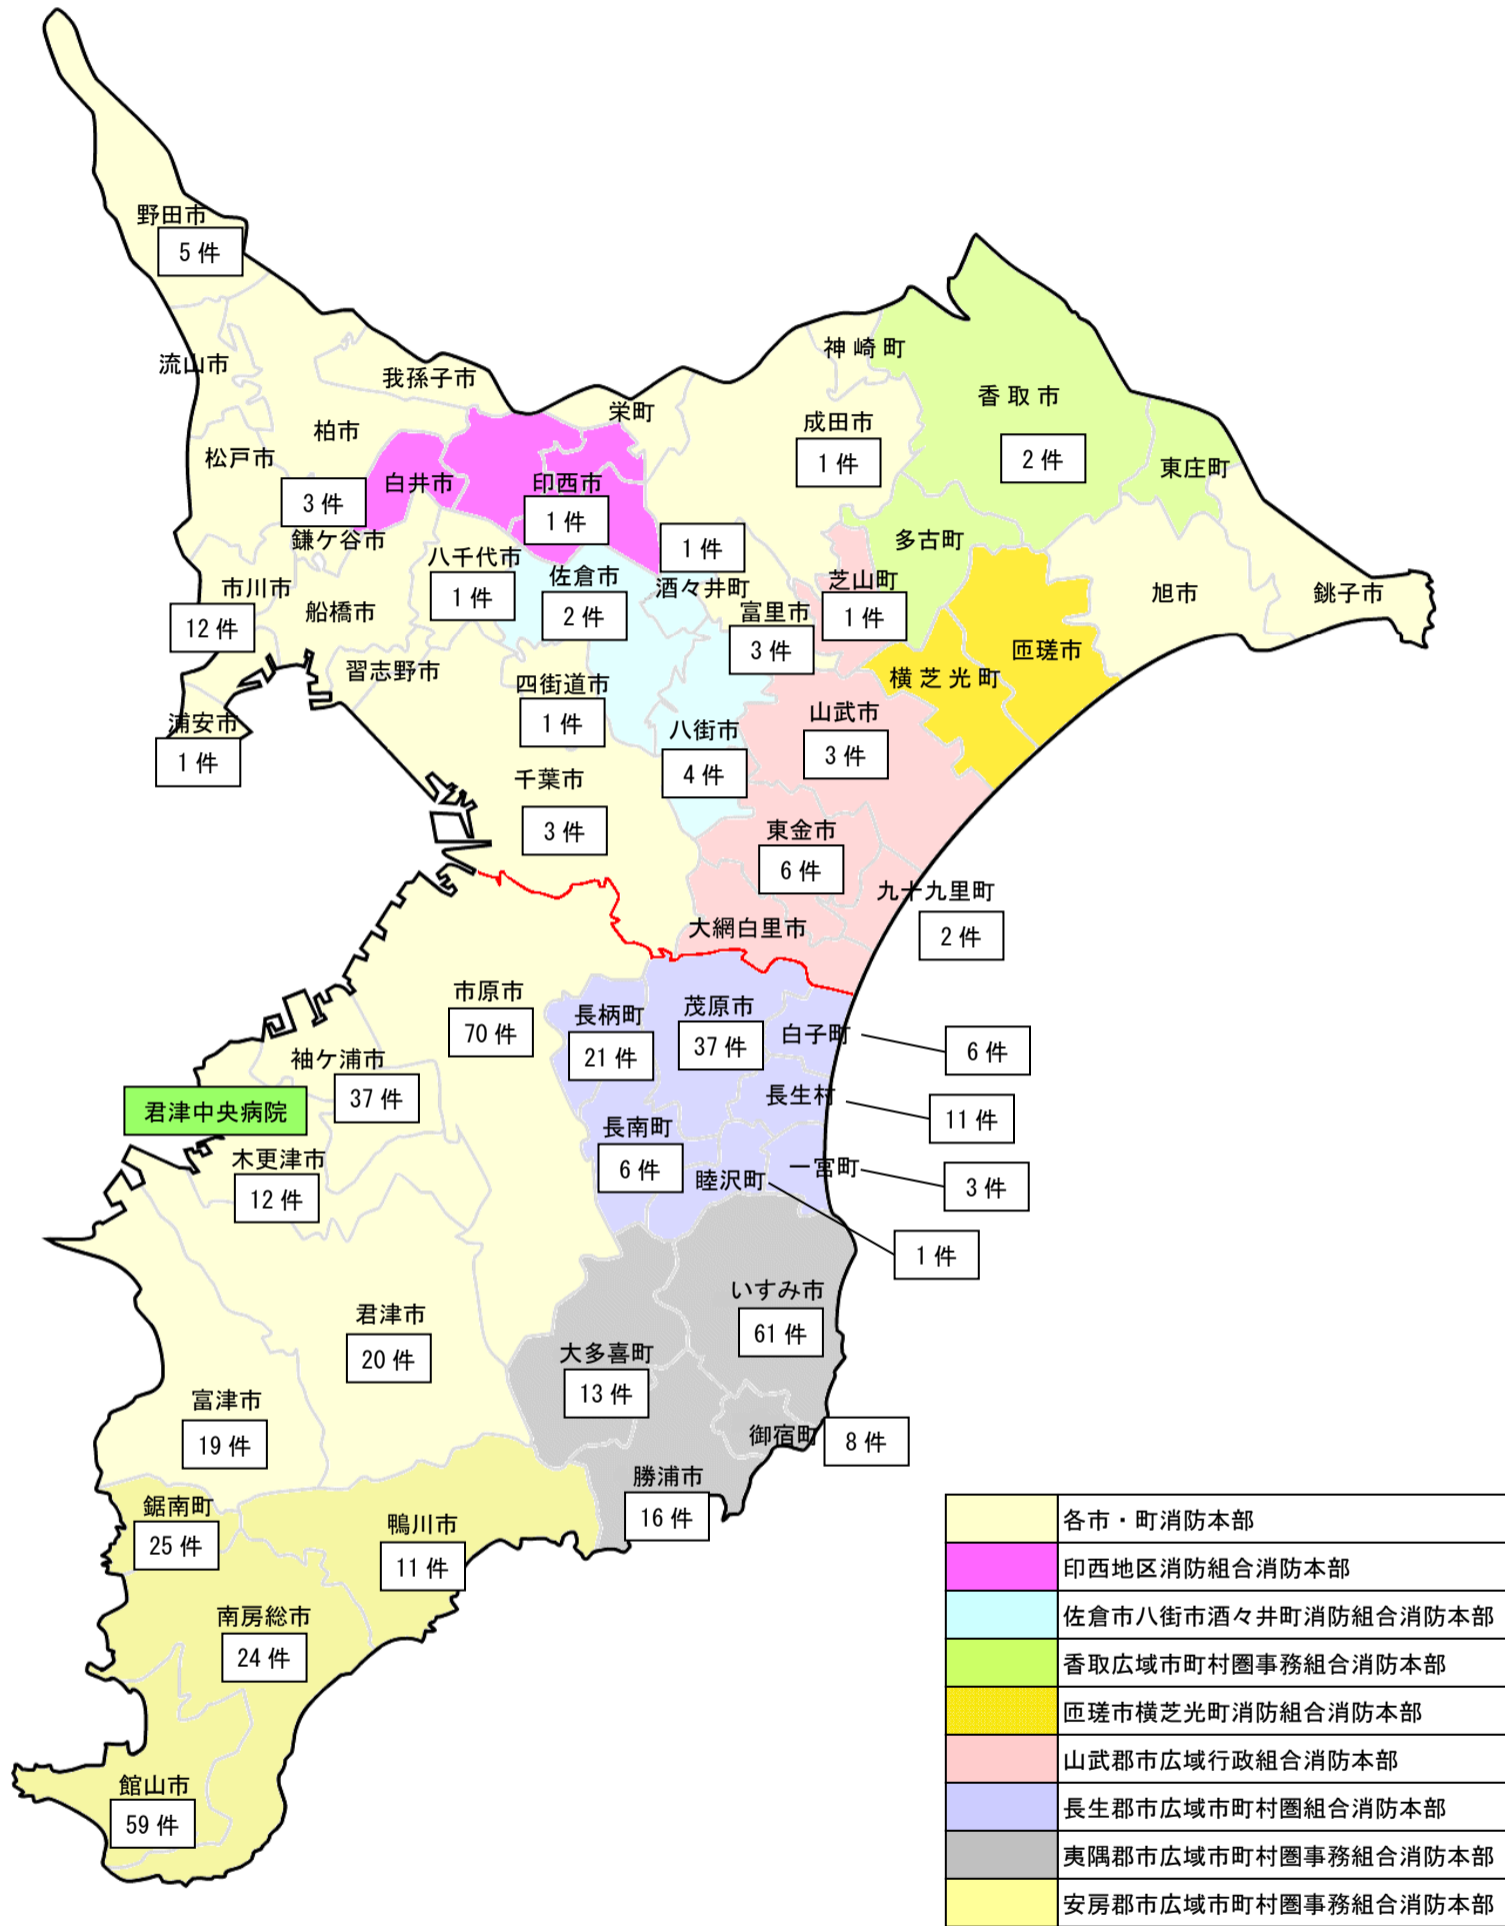 野田市
5 件
流山市
我孫子市
柏市
松戸市
3 件
白井市
印西市
1 件
栄町
神崎町
成田市
1 件
香取市
2 件
東庄町
多古町
鎌ケ谷市
八千代市
1 件
佐倉市
2 件
1 件
酒々井町
芝山町
1 件
富里市
3 件
旭市
銚子市
市川市
12 件
船橋市
習志野市
四街道市
1 件
横芝光町
匝瑳市
浦安市
1 件
八街市
4 件
山武市
3 件
千葉市
3 件
東金市
6 件
九十九里町
2 件
大網白里市
市原市
70 件
長柄町
21 件
茂原市
37 件
白子町
6 件
袖ケ浦市
37 件
君津中央病院
長生村
11 件
長南町
6 件
木更津市
12 件
睦沢町
一宮町
3 件
1 件
いすみ市
61 件
君津市
20 件
大多喜町
13 件
富津市
19 件
御宿町
8 件
勝浦市
16 件
鋸南町
25 件
鴨川市
11 件
南房総市
24 件
館山市
59 件
各市・町消防本部
印西地区消防組合消防本部
佐倉市八街市酒々井町消防組合消防本部
香取広域市町村圏事務組合消防本部
匝瑳市横芝光町消防組合消防本部
山武郡市広域行政組合消防本部
長生郡市広域市町村圏組合消防本部
夷隅郡市広域市町村圏事務組合消防本部
安房郡市広域市町村圏事務組合消防本部